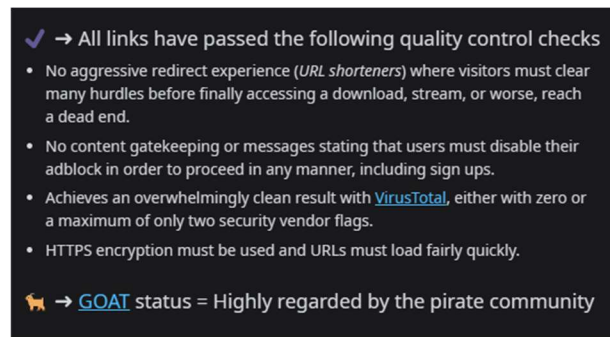 ✔ ➜ All links have passed the following quality control checks
• No aggressive redirect experience (URL shorteners) where visitors must clear
many hurdles before finally accessing a download, stream, or worse, reach
a dead end.
• No content gatekeeping or messages stating that users must disable their
adblock in order to proceed in any manner, including sign ups.
• Achieves an overwhelmingly clean result with VirusTotal, either with zero or
a maximum of only two security vendor flags.
• HTTPS encryption must be used and URLs must load fairly quickly.
🐐 ➜ GOAT status = Highly regarded by the pirate community